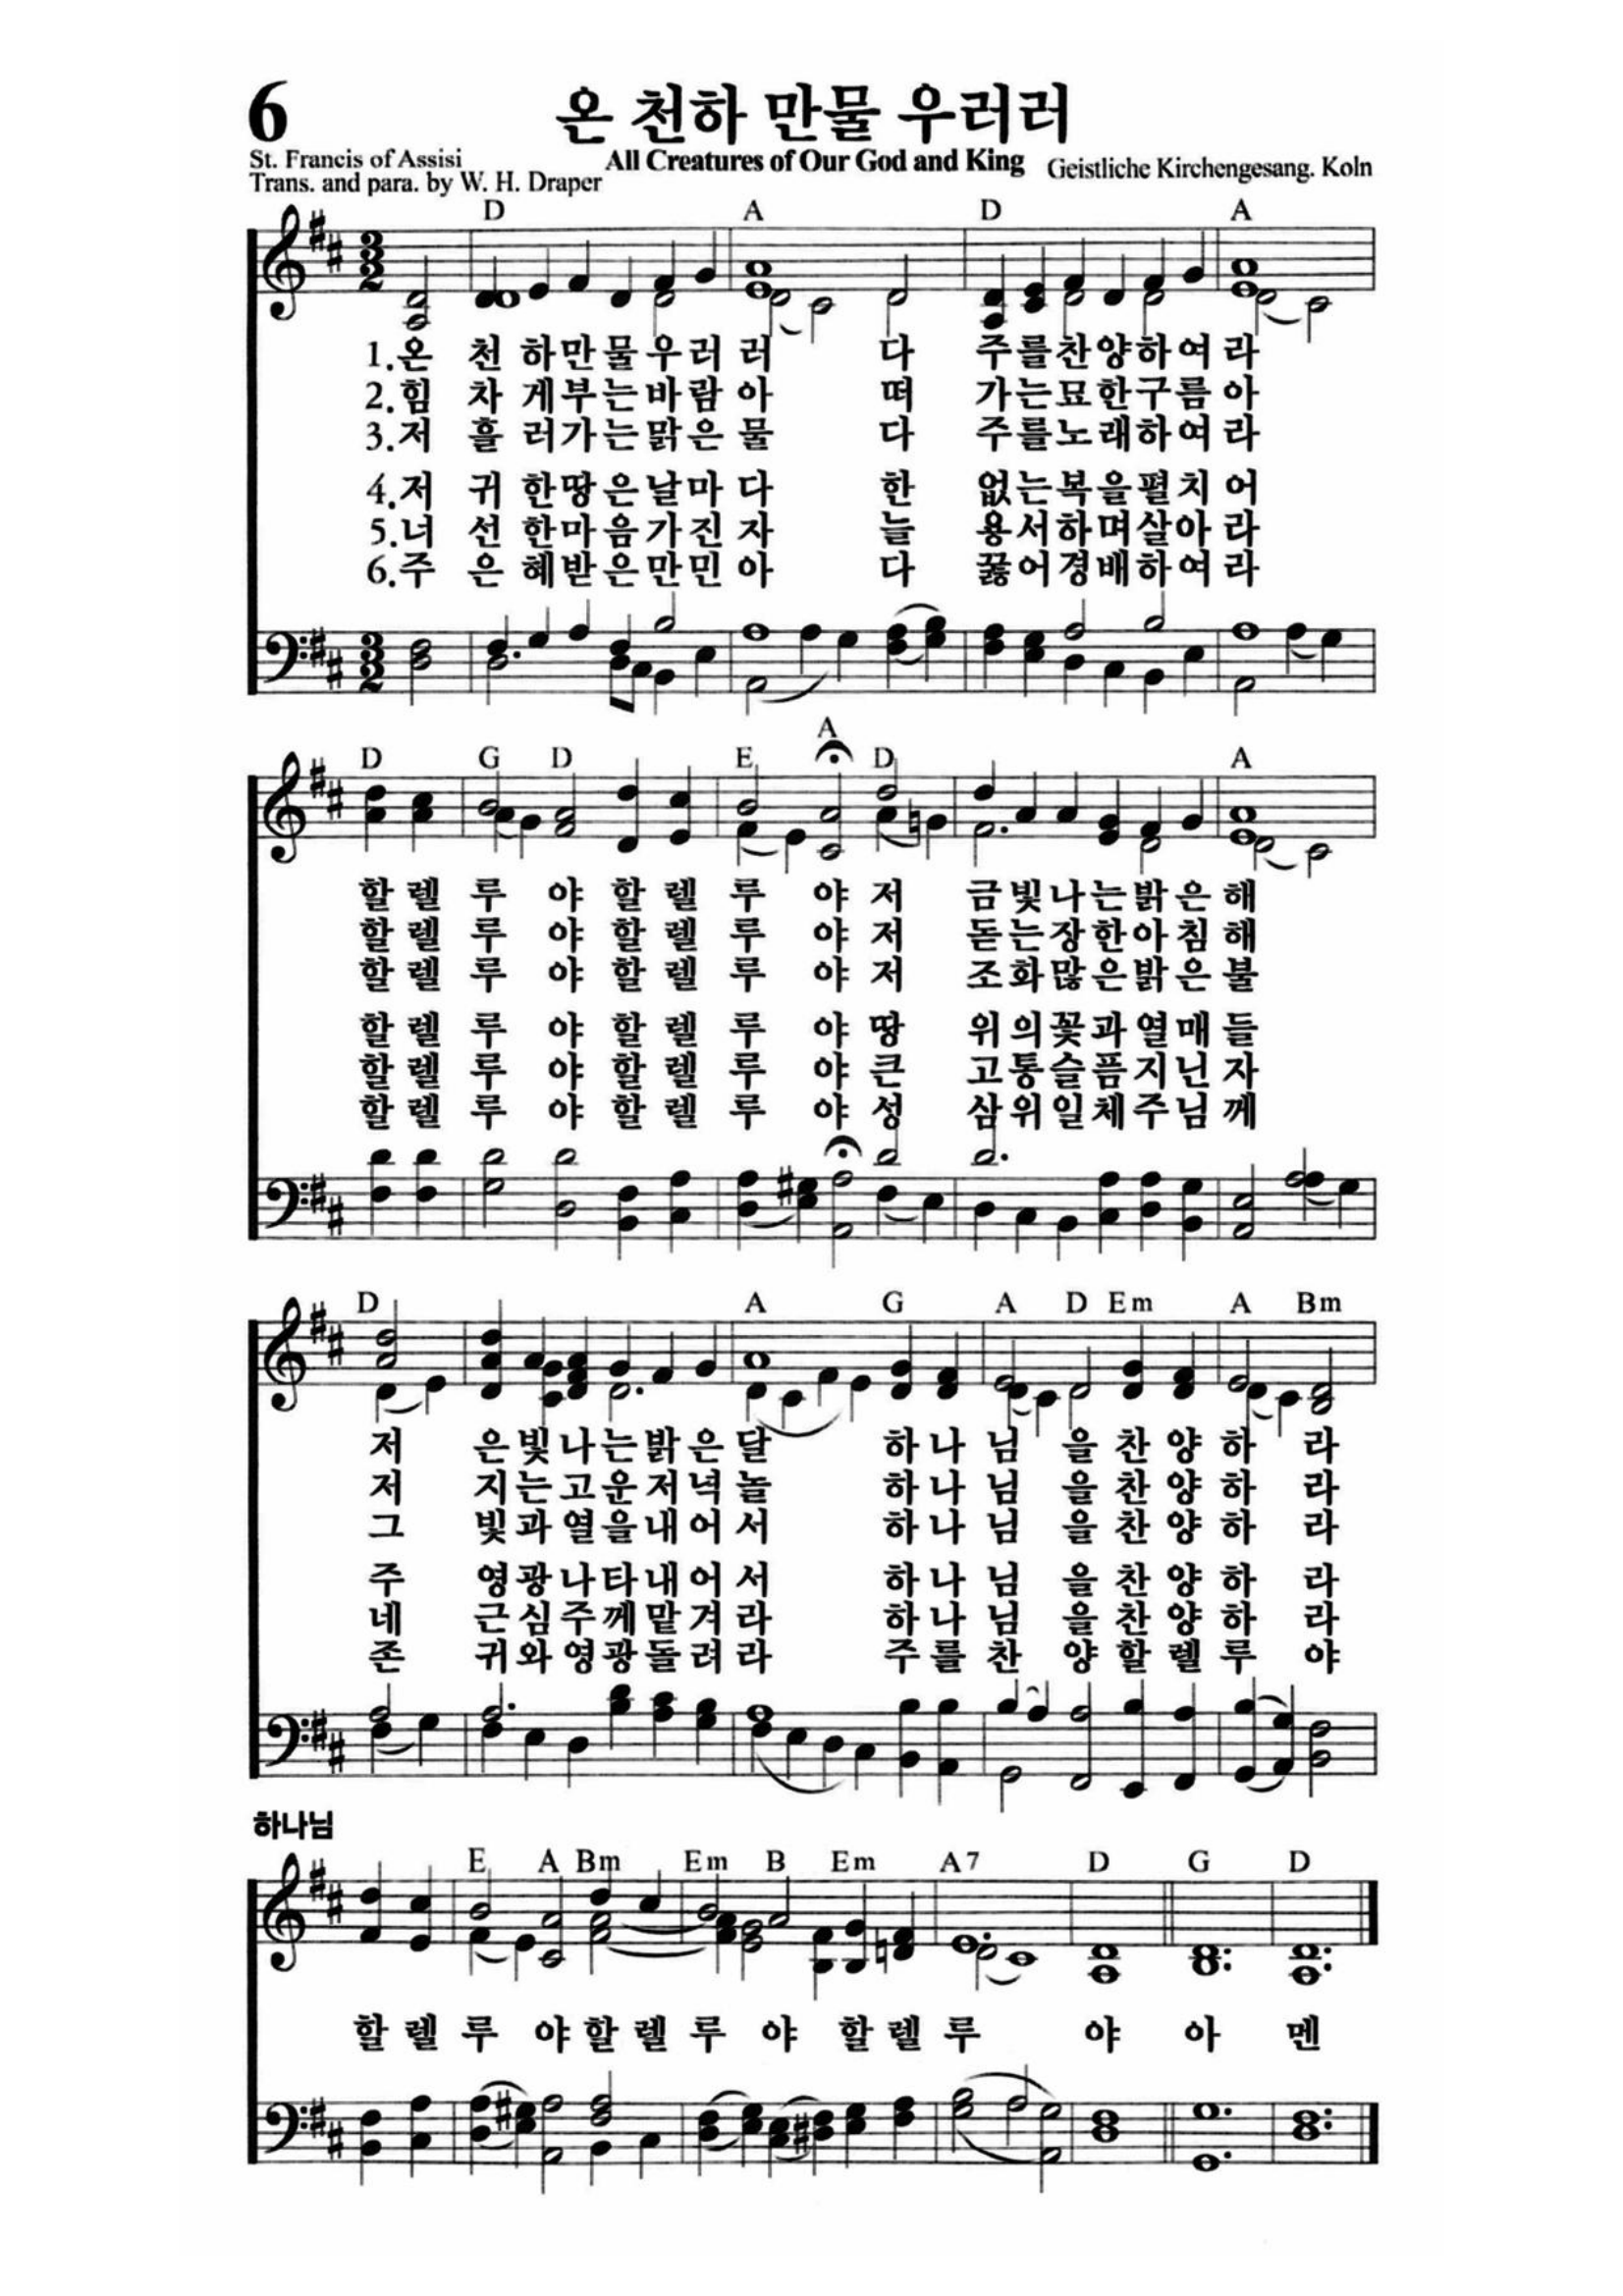 6
온 천하 만물 우러러
St. Francis of Assisi
Trans. and para. by W. H. Draper
All Creatures of Our God and King
Geistliche Kirchengesang. Koln
D A D A
1.온 천 하만물우러 러 다 주를찬양하여 라
2.힘 차 게부는바람 아 떠 가는묘한구름 아
3.저 흘 러가는맑은 물 다 주를노래하여 라
4.저 귀 한땅은날마 다 한 없는복을펼치 어
5.너 선 한마음가진 자 늘 용서하며살아 라
6.주 은 혜받은만민 아 다 꿇어경배하여 라
D G D E A D A
할 렐 루 야 할 렐 루 야 저 금빛나는밝은 해
할 렐 루 야 할 렐 루 야 저 돋는장한아침 해
할 렐 루 야 할 렐 루 야 저 조화많은밝은 불
할 렐 루 야 할 렐 루 야 땅 위의꽃과열매 들
할 렐 루 야 할 렐 루 야 큰 고통슬픔지닌 자
할 렐 루 야 할 렐 루 야 성 삼위일체주님 께
D A G A D Em A Bm
저 은빛나는밝은 달 하나 님 을 찬 양 하 라
저 지는고운저녁 놀 하나 님 을 찬 양 하 라
그 빛과열을내어 서 하나 님 을 찬 양 하 라
주 영광나타내어 서 하나 님 을 찬 양 하 라
네 근심주께맡겨 라 하나 님 을 찬 양 하 라
존 귀와영광돌려 라 주를 찬 양 할 렐 루 야
하나님
E A Bm Em B Em A7 D G D
할 렐 루 야 할 렐 루 야 할 렐 루 야 아 멘